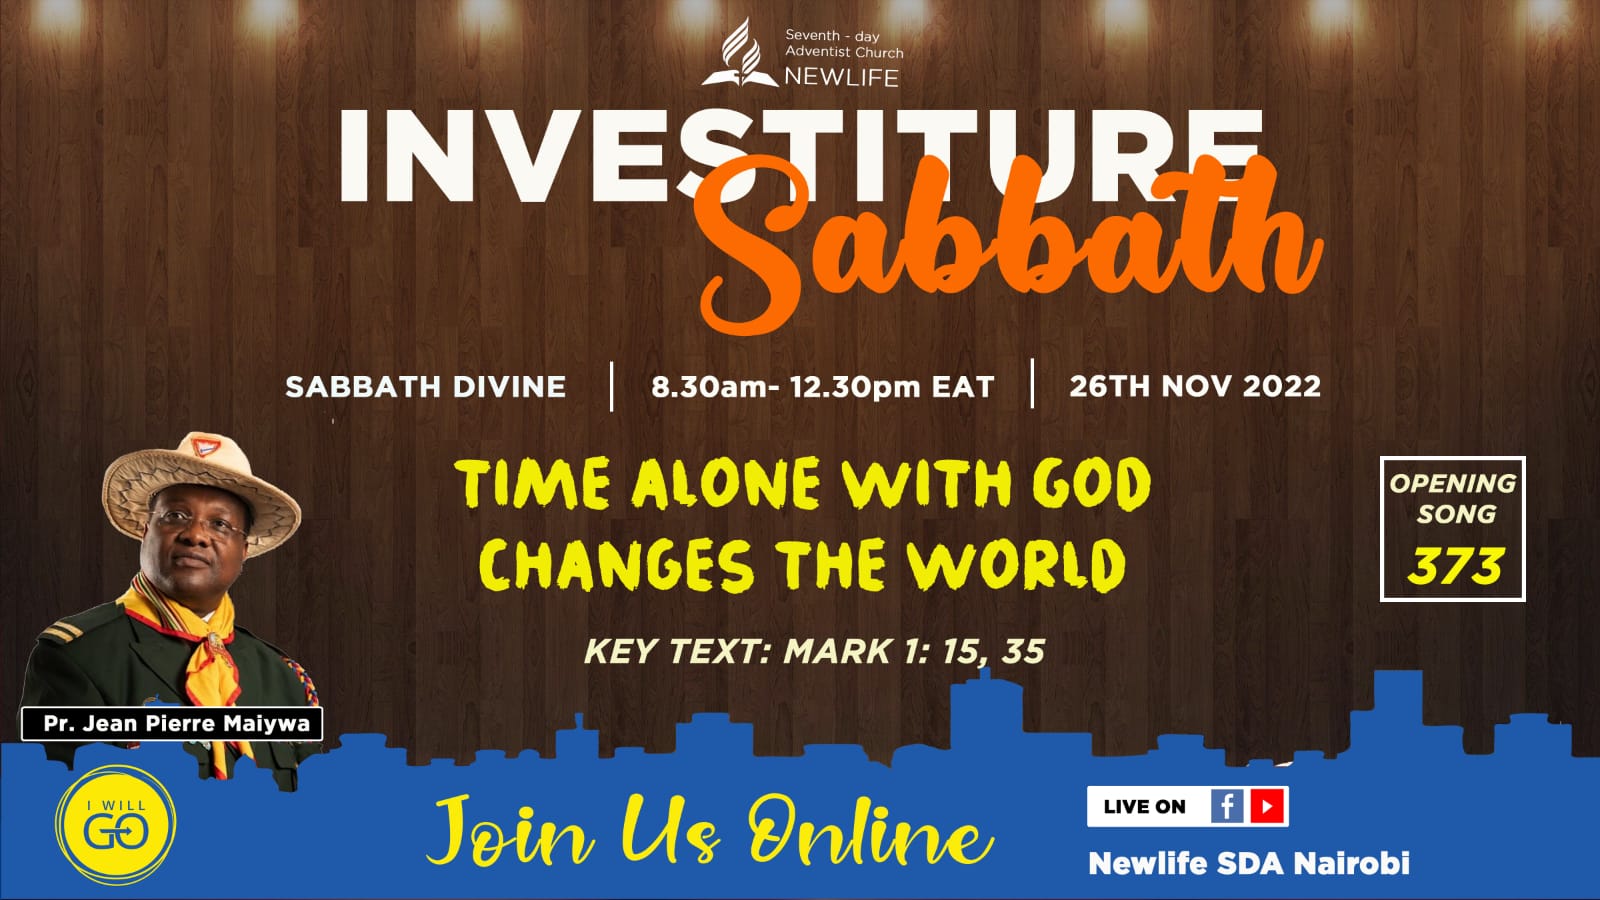 Seventh - day
Adventist Church
NEWLIFE
INVESTITURE
Sabbath
SABBATH DIVINE
8.30am- 12.30pm EAT
26TH NOV 2022
TIME ALONE WITH GOD
CHANGES THE WORLD
KEY TEXT: MARK 1: 15, 35
OPENING
SONG
373
Pr. Jean Pierre Maiywa
I WILL
GO
Join Us Online
LIVE ON
Newlife SDA Nairobi